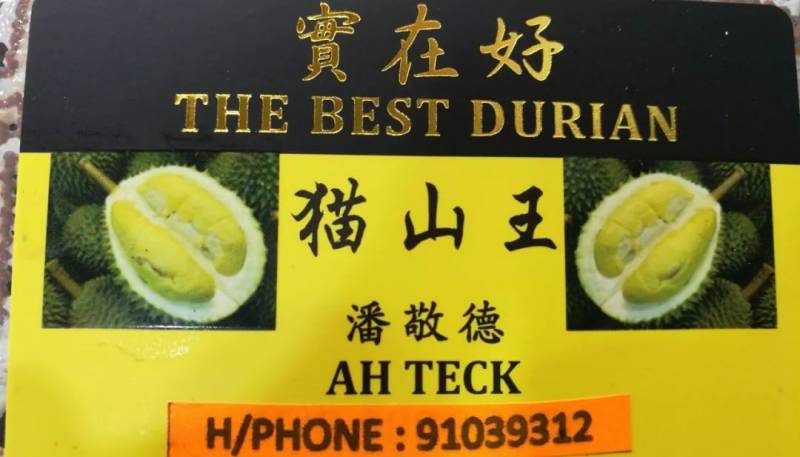 實在好
THE BEST DURIAN
猫山王
潘敬德
AH TECK
H/PHONE : 91039312